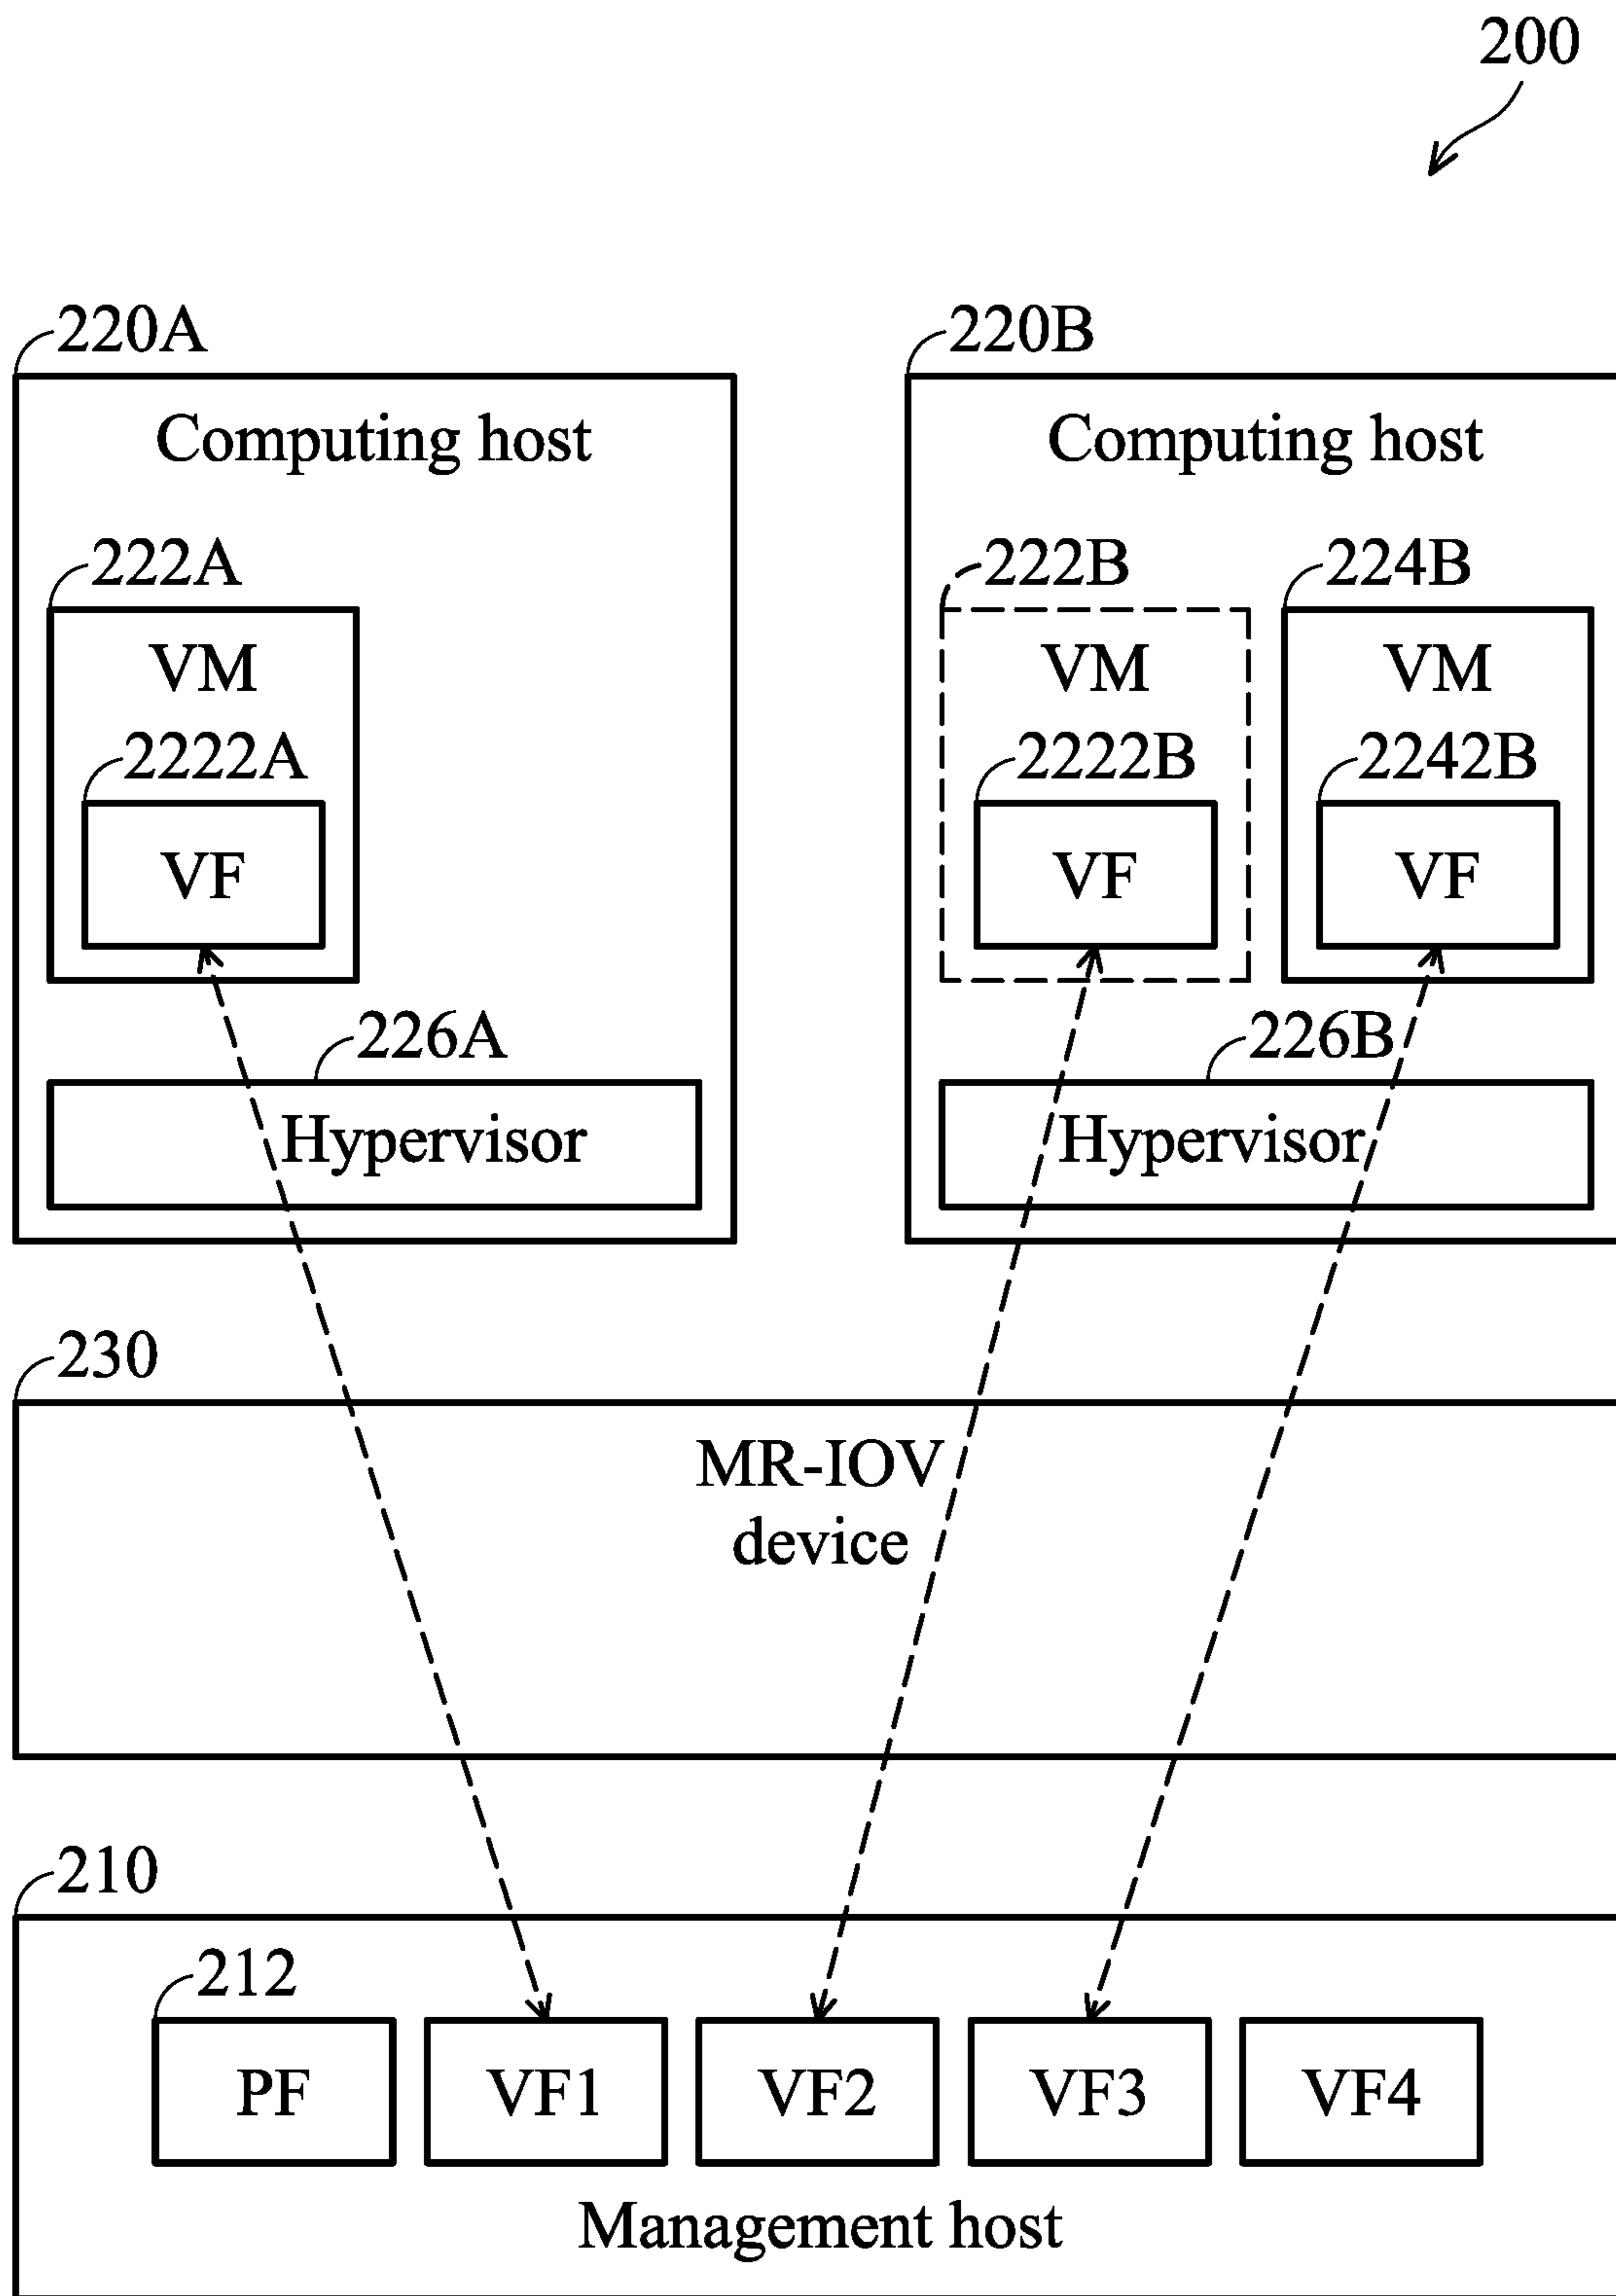 200
220A
220B
Computing host
Computing host
222A
222B
224B
VM
VM
VM
2222A
2222B
2242B
VF
VF
VF
226A
226B
Hypervisor
Hypervisor
230
MR-IOV
device
210
212
PF
VF1
VF2
VF3
VF4
Management host